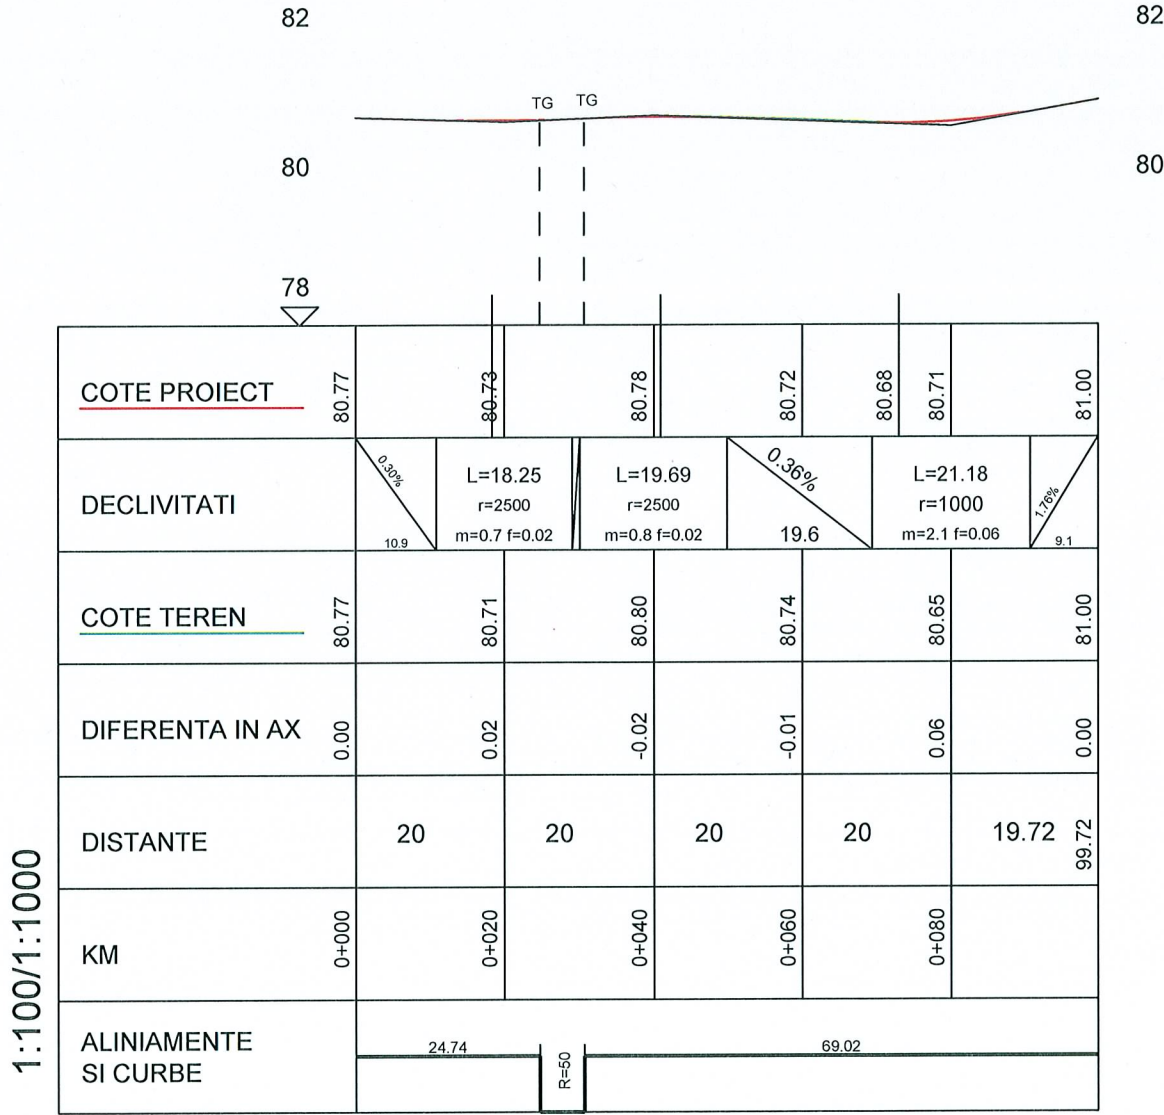 82
82
TG
TG
80
80
78
COTE PROIECT
80.77
80.73
80.78
80.72
80.68
80.71
81.00
DECLIVITATI
0.30%
10.9
L=18.25
r=2500
m=0.7 f=0.02
L=19.69
r=2500
m=0.8 f=0.02
0.36%
19.6
L=21.18
r=1000
m=2.1 f=0.06
1.76%
9.1
COTE TEREN
80.77
80.71
80.80
80.74
80.65
81.00
DIFERENTA IN AX
0.00
0.02
-0.02
-0.01
0.06
0.00
DISTANTE
20
20
20
20
19.72
99.72
KM
0+000
0+020
0+040
0+060
0+080
ALINIAMENTE
SI CURBE
24.74
R=50
69.02
1:100/1:1000